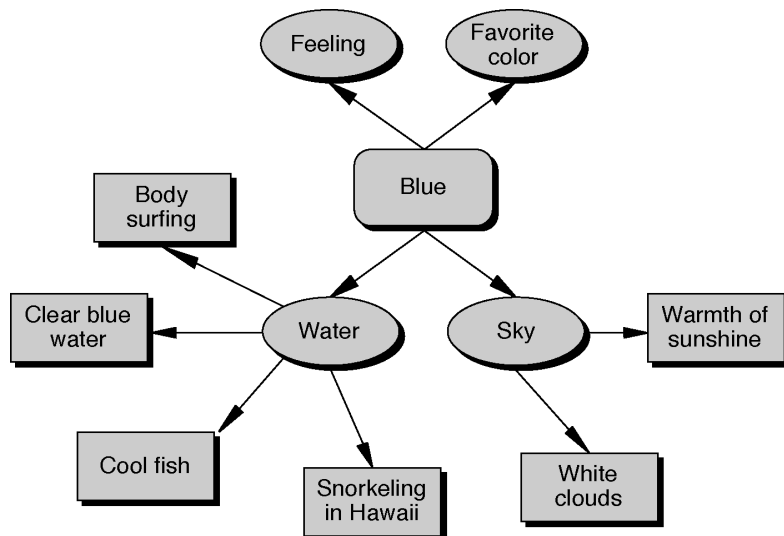 Feeling
Favorite
color
Blue
Body
surfing
Clear blue
water
Water
Sky
Warmth of
sunshine
Cool fish
Snorkeling
in Hawaii
White
clouds